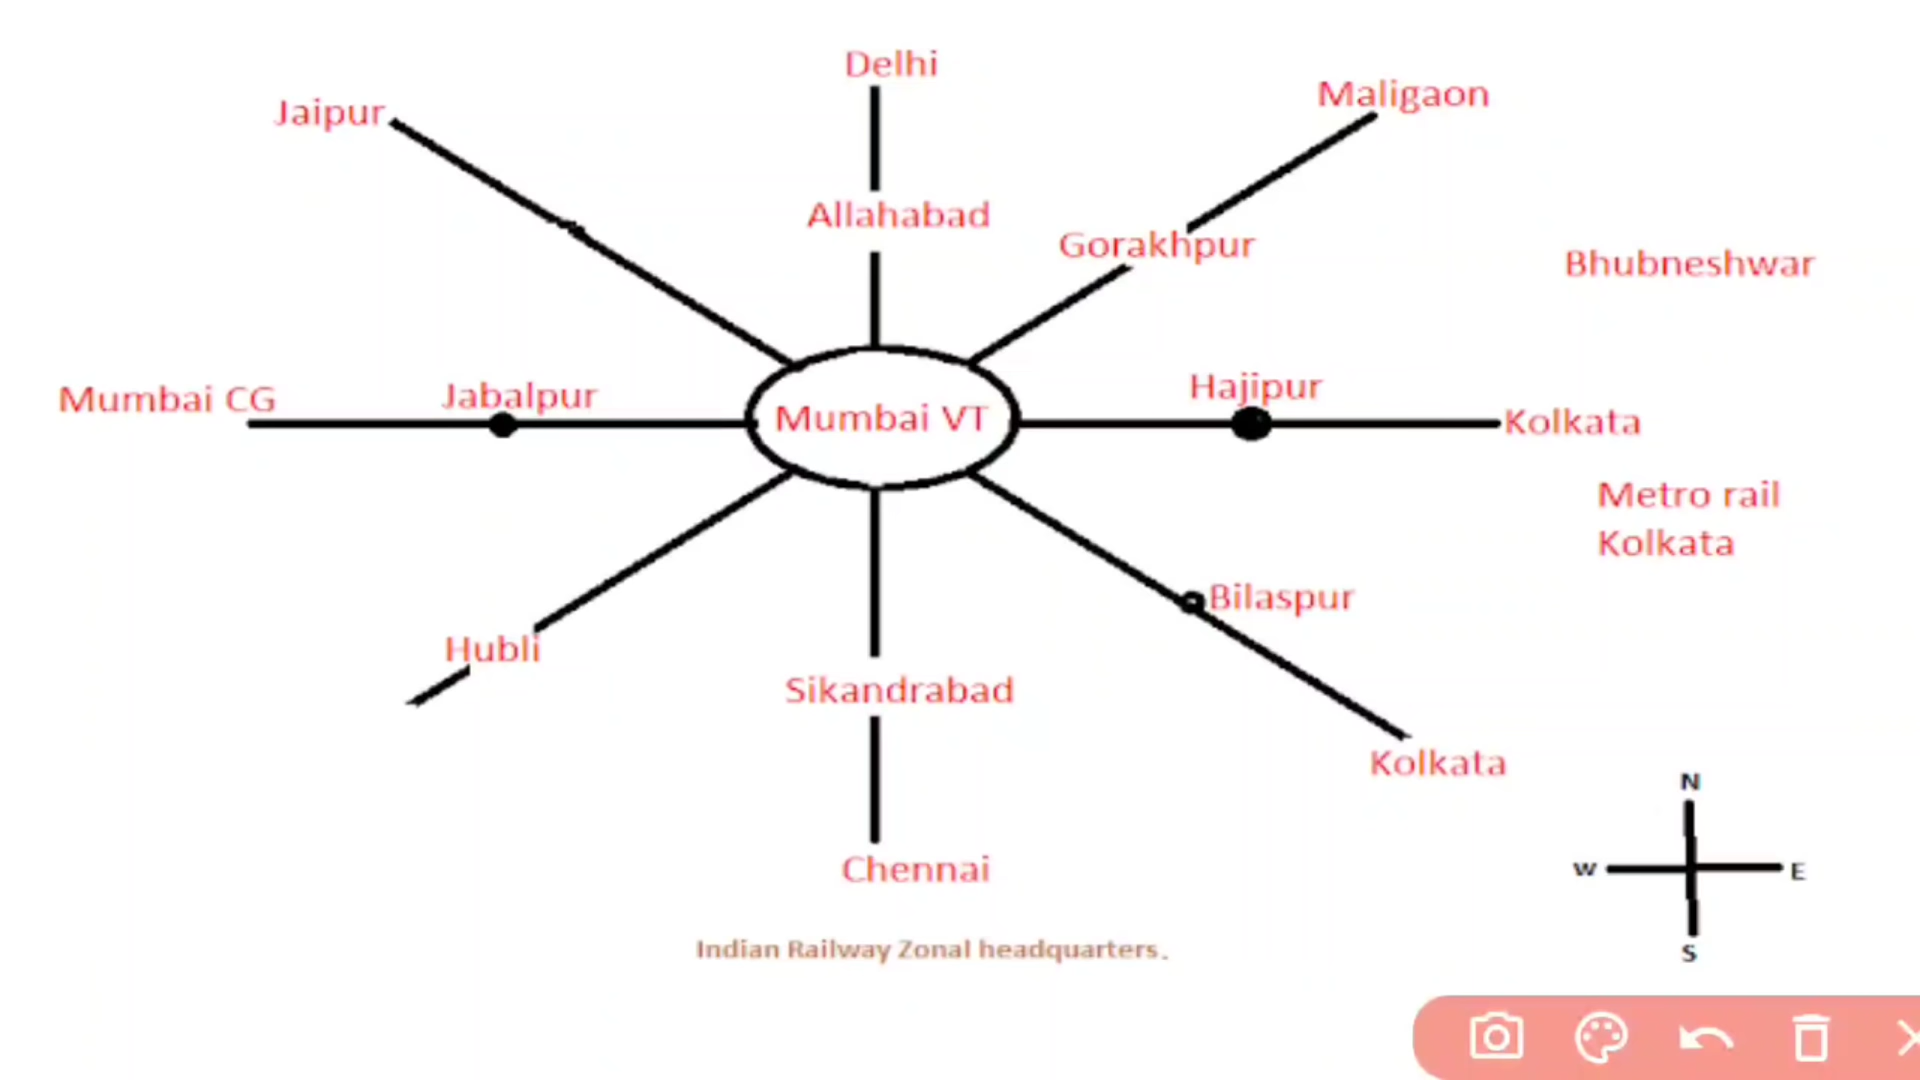 Delhi
Jaipur
Maligaon
Allahabad
Gorakhpur
Bhubneshwar
Mumbai CG
Jabalpur
Mumbai VT
Hajipur
Kolkata
Metro rail
Kolkata
Bilaspur
Hubli
Sikandrabad
Kolkata
Chennai
N
W
E
S
Indian Railway Zonal headquarters.